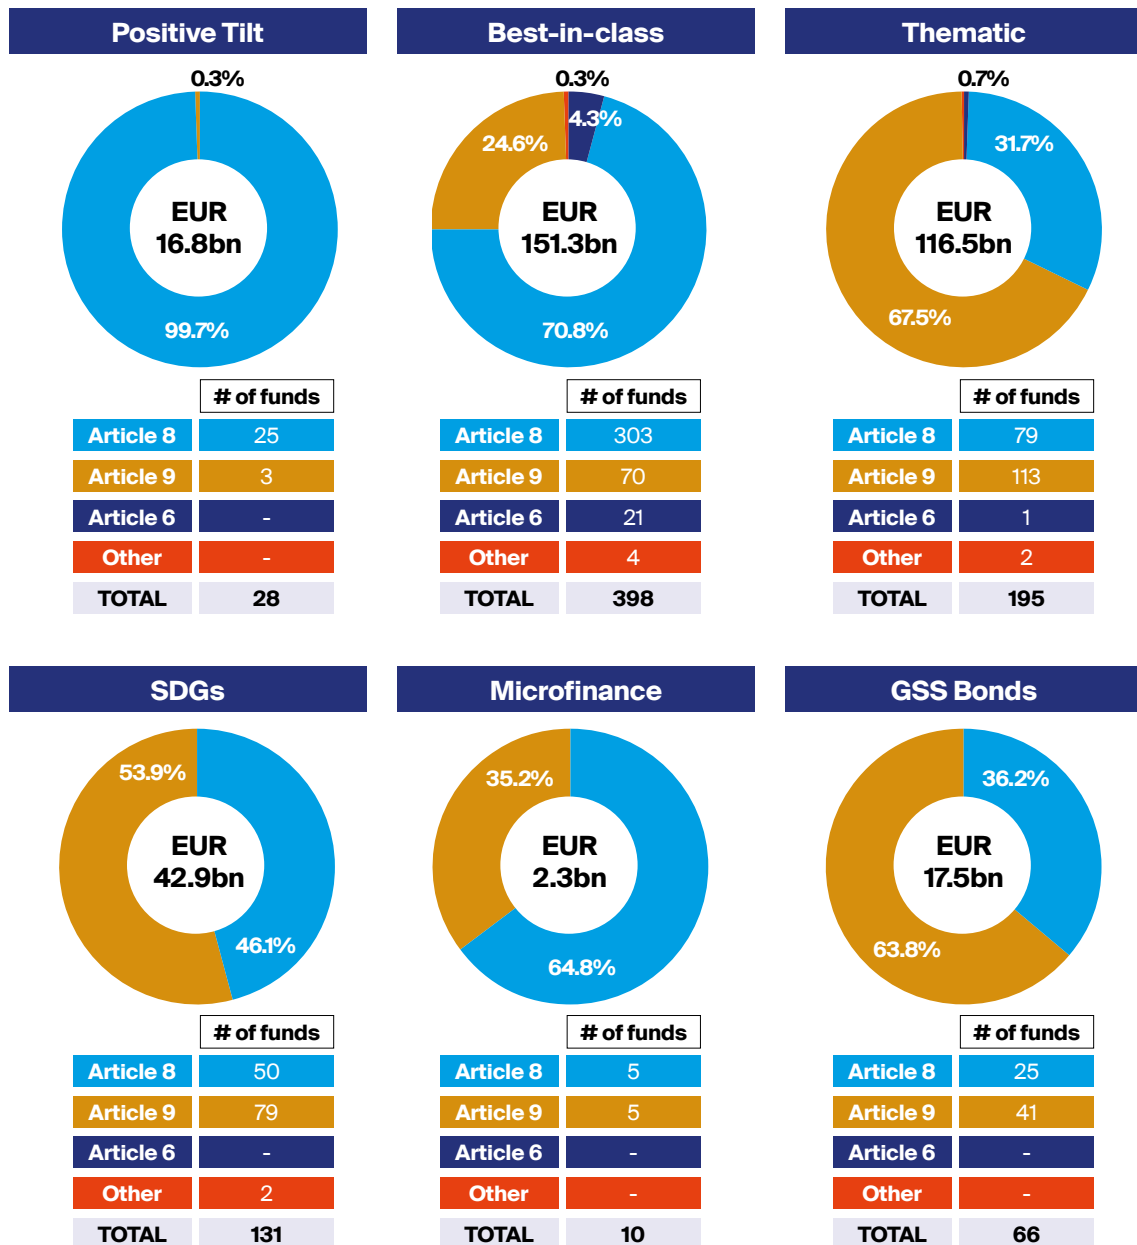 Positive Tilt
0.3%
EUR
16.8bn
99.7%
# of funds
Article 8 25
Article 9 3
Article 6 -
Other -
TOTAL 28
Best-in-class
0.3%
4.3%
24.6%
EUR
151.3bn
70.8%
# of funds
Article 8 303
Article 9 70
Article 6 21
Other 4
TOTAL 398
Thematic
0.7%
31.7%
EUR
116.5bn
67.5%
# of funds
Article 8 79
Article 9 113
Article 6 1
Other 2
TOTAL 195
SDGs
53.9%
EUR
42.9bn
46.1%
# of funds
Article 8 50
Article 9 79
Article 6 -
Other 2
TOTAL 131
Microfinance
35.2%
EUR
2.3bn
64.8%
# of funds
Article 8 5
Article 9 5
Article 6 -
Other -
TOTAL 10
GSS Bonds
36.2%
EUR
17.5bn
63.8%
# of funds
Article 8 25
Article 9 41
Article 6 -
Other -
TOTAL 66